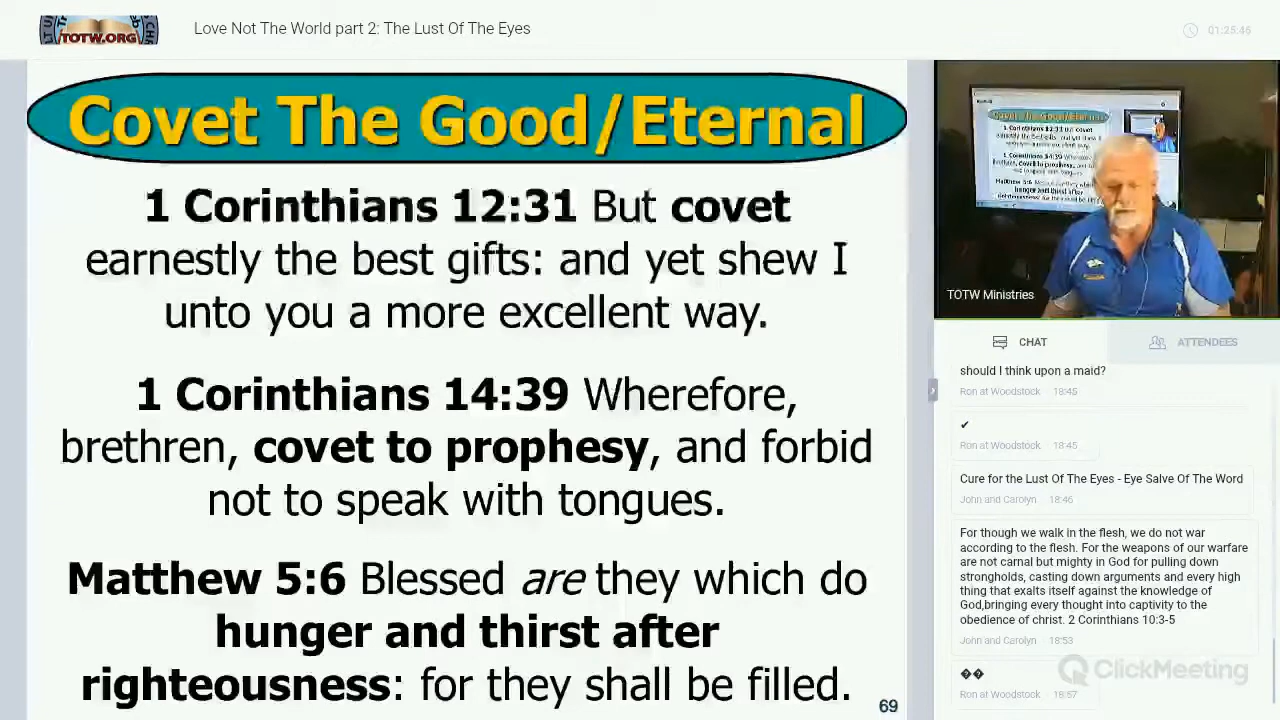 TOTW.ORG
Love Not The World part 2: The Lust Of The Eyes
01:25:46
Covet The Good/Eternal
1 Corinthians 12:31 But covet
earnestly the best gifts: and yet shew I
unto you a more excellent way.
1 Corinthians 14:39 Wherefore,
brethren, covet to prophesy, and forbid
not to speak with tongues.
Matthew 5:6 Blessed are they which do
hunger and thirst after
righteousness: for they shall be filled.
69
TOTW Ministries
CHAT
ATTENDEES
should I think upon a maid?
Ron at Woodstock 18:45
✔
Ron at Woodstock 18:45
Cure for the Lust Of The Eyes - Eye Salve Of The Word
John and Carolyn 18:46
For though we walk in the flesh, we do not war
according to the flesh. For the weapons of our warfare
are not carnal but mighty in God for pulling down
strongholds, casting down arguments and every high
thing that exalts itself against the knowledge of
God,bringing every thought into captivity to the
obedience of christ. 2 Corinthians 10:3-5
John and Carolyn 18:53
��
Ron at Woodstock 18:57
ClickMeeting